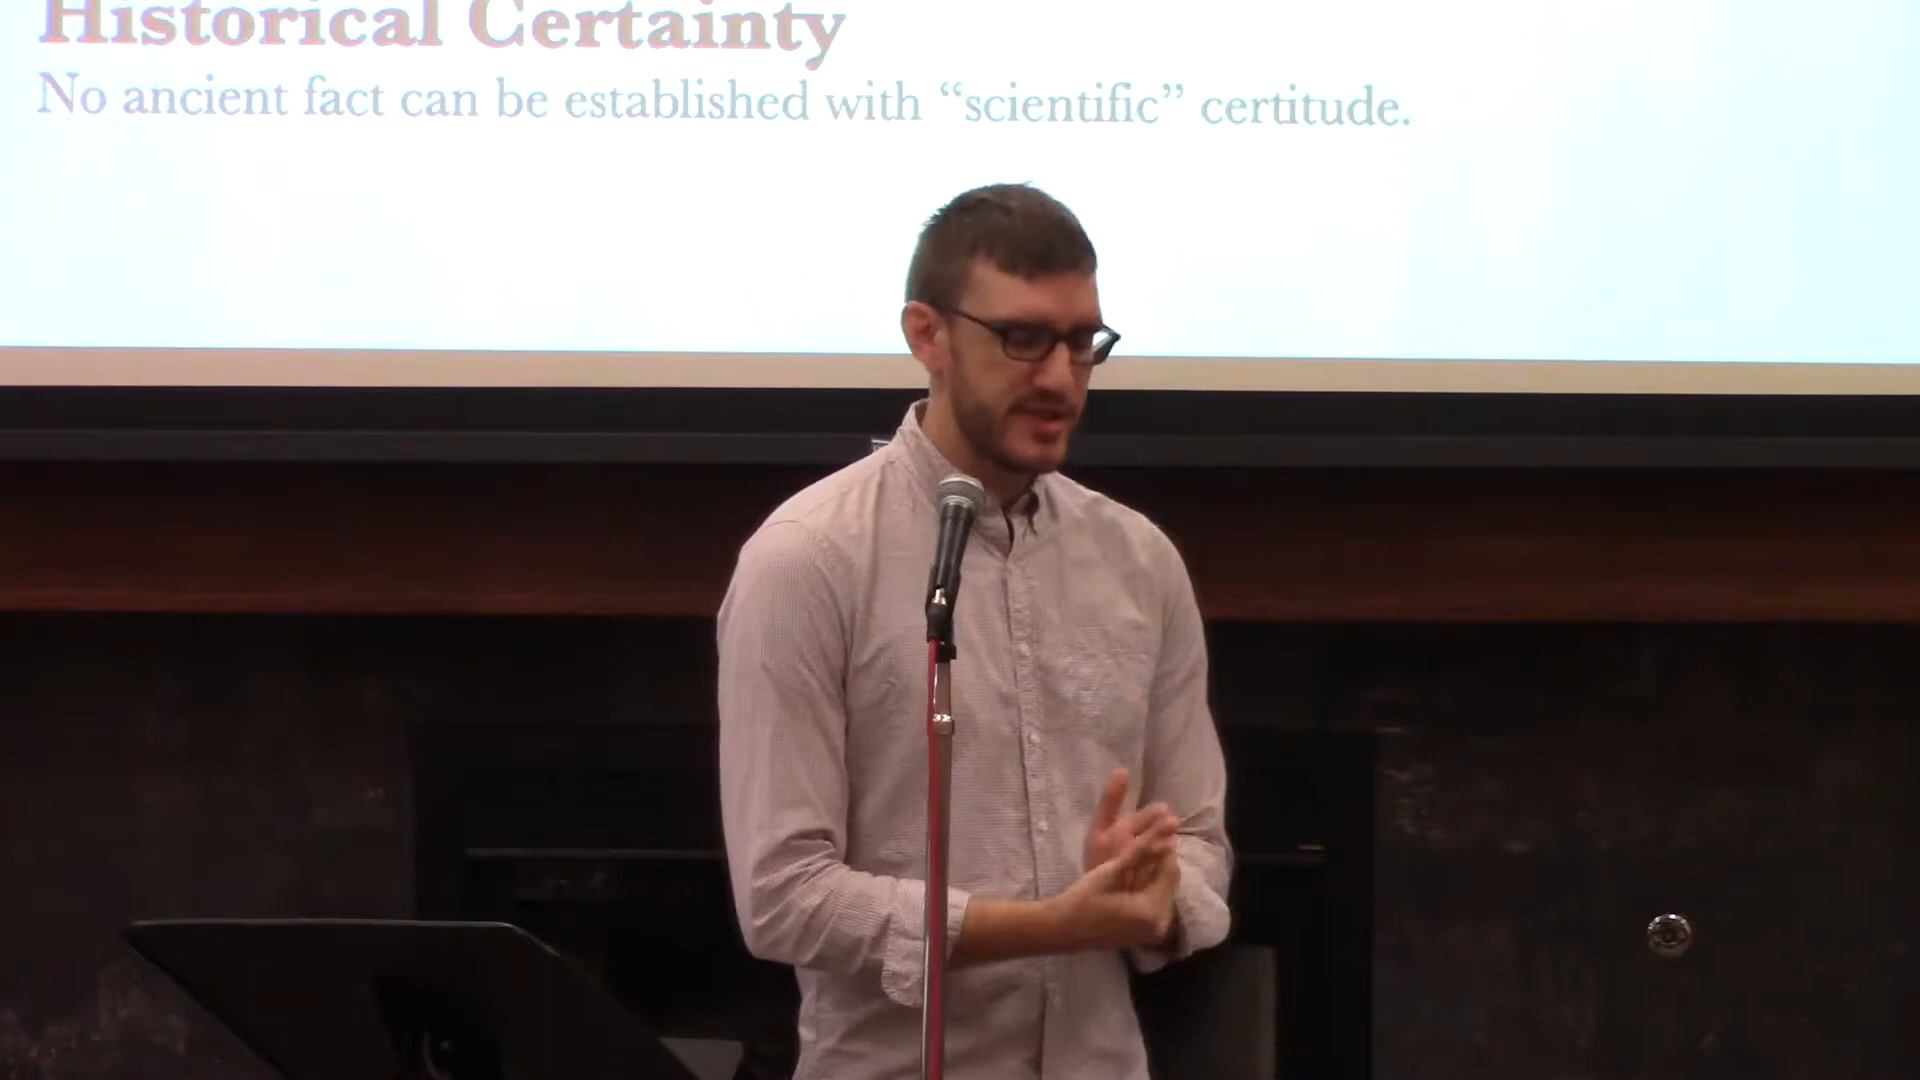 Historical Certainty
No ancient fact can be established with “scientific” certitude.